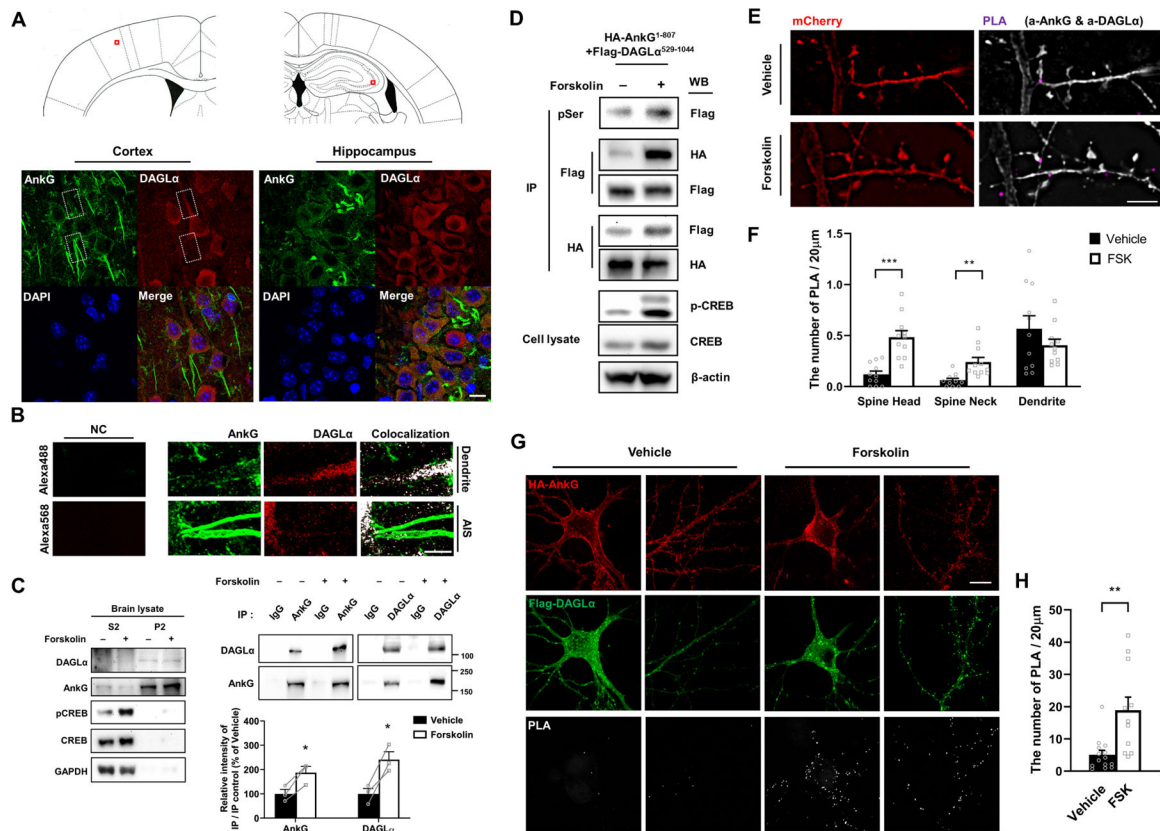 A
Cortex
Hippocampus
AnkG
DAGLα
AnkG
DAGLα
DAPI
Merge
DAPI
Merge
B
NC
AnkG
DAGLα
Colocalization
Alexa488
Dendrite
Alexa568
AIS
C
Brain lysate
S2
P2
Forskolin
–
+
–
+
DAGLα
AnkG
pCREB
CREB
GAPDH
Forskolin
–
–
+
+
–
–
+
+
IP :
IgG
AnkG
IgG
AnkG
IgG
DAGLα
IgG
DAGLα
DAGLα
100
AnkG
250
150
Relative intensity of
IP / IP control (% of Vehicle)
400
300
200
100
0
Vehicle
Forskolin
*
*
AnkG
DAGLα
D
HA-AnkG1-807
+Flag-DAGLα529-1044
Forskolin
–
+
WB
IP
pSer
Flag
Flag
HA
Flag
HA
Flag
HA
Cell lysate
p-CREB
CREB
β-actin
E
mCherry
PLA
(a-AnkG & a-DAGLα)
Vehicle
Forskolin
F
The number of PLA / 20μm
1.5
1.0
0.5
0.0
***
**
Vehicle
FSK
Spine Head
Spine Neck
Dendrite
G
Vehicle
Forskolin
HA-AnkG
Flag-DAGLα
PLA
H
The number of PLA / 20μm
50
40
30
20
10
0
**
Vehicle
FSK